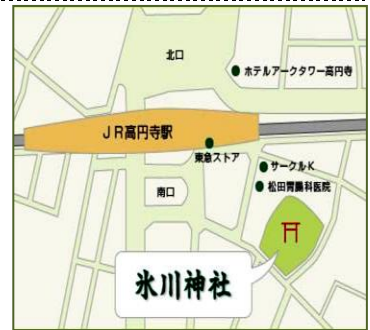 北口
ホテルアークタワー高円寺
JR高円寺駅
東急ストア
サークルK
南口
松田胃腸科医院
氷川神社